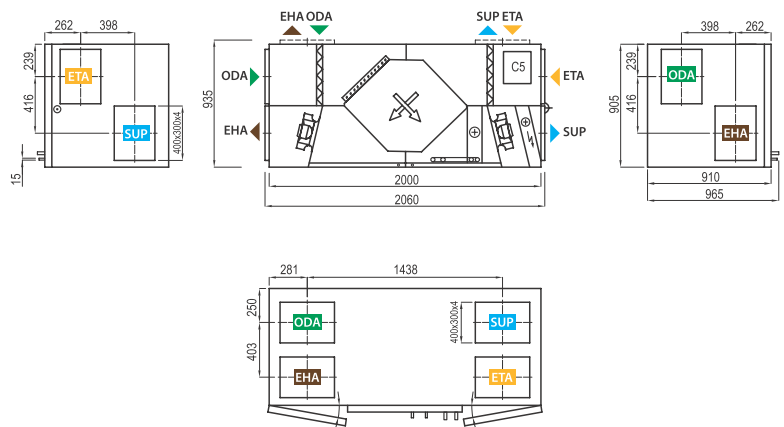 262 398
239
ETA
416
SUP
400x300x4
15
EHA ODA SUP ETA
935
ODA
C5
ETA
EHA
SUP
2000
2060
398 262
239
ODA
905
416
EHA
910
965
281 1438
250
ODA
400x300x4
SUP
403
EHA
ETA